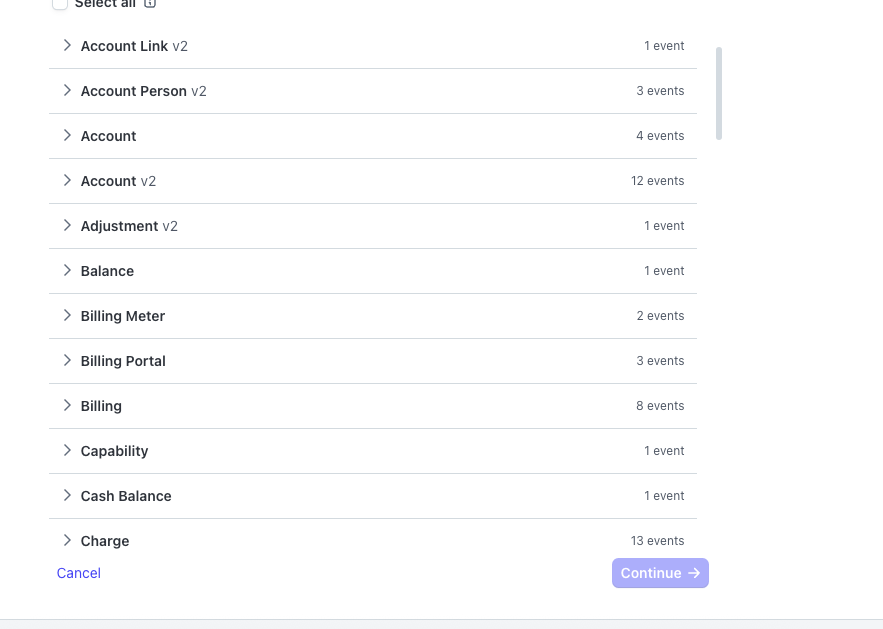 Select all
Account Link v2 1 event
Account Person v2 3 events
Account 4 events
Account v2 12 events
Adjustment v2 1 event
Balance 1 event
Billing Meter 2 events
Billing Portal 3 events
Billing 8 events
Capability 1 event
Cash Balance 1 event
Charge 13 events
Cancel Continue →